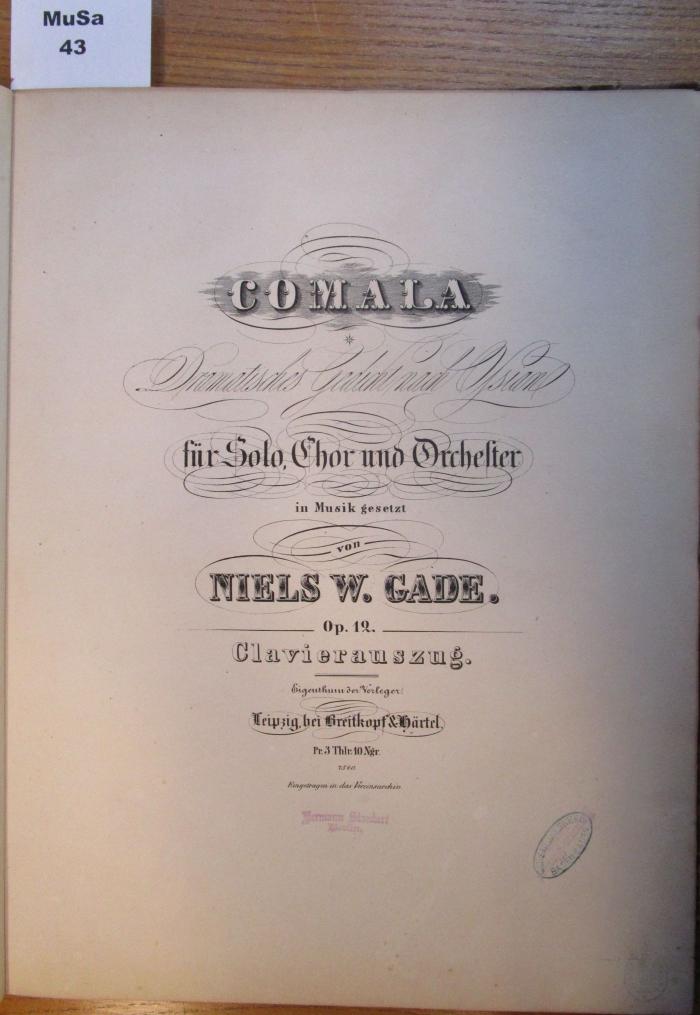 MuSa
43
COMALA
Dramatisches Gedicht nach Ossian
für Solo, Chor und Orchester
in Musik gesetzt
von
NIELS W. GADE.
Op. 12.
Clavierauszug.
Eigenthum der Verleger.
Leipzig, bei Breitkopf & Härtel.
Pr. 3 Thlr. 10 Ngr.
Eingetragen in das Vereinsarchiv.
Hermann